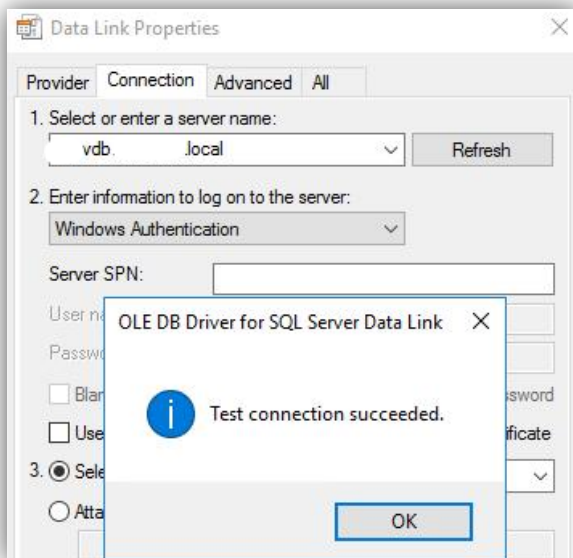 Data Link Properties
Provider Connection Advanced All
1. Select or enter a server name:
vdb. .local
Refresh
2. Enter information to log on to the server:
Windows Authentication
Server SPN:
User na
OLE DB Driver for SQL Server Data Link
Passwo
Blan
ssword
Test connection succeeded.
Use
ificate
3. Sele
Atta
OK